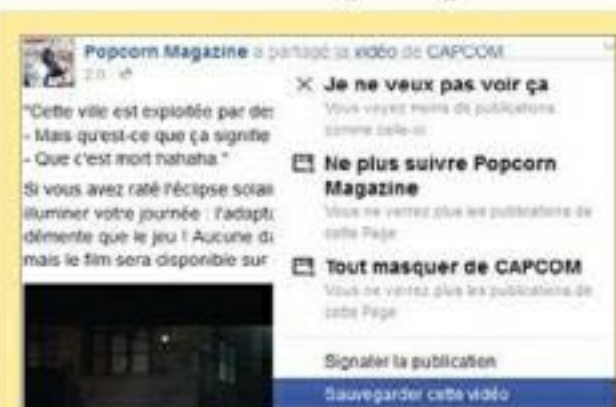 Popcorn Magazine a partagé la vidéo de CAPCOM.
"Cette ville est exploitée par des
- Mais qu'est-ce que ça signifie
- Que c'est mort hahaha."
Si vous avez raté l'éclipse solai
illuminer votre journée : l'adapta
démente que le jeu ! Aucune da
mais le film sera disponible sur
Je ne veux pas voir ça
Vous voyez moins de publications
comme celle-ci
Ne plus suivre Popcorn
Magazine
Vous ne verrez plus les publications de
cette Page
Tout masquer de CAPCOM
Vous ne verrez plus les publications de
cette Page
Signaler la publication
Sauvegarder cette vidéo